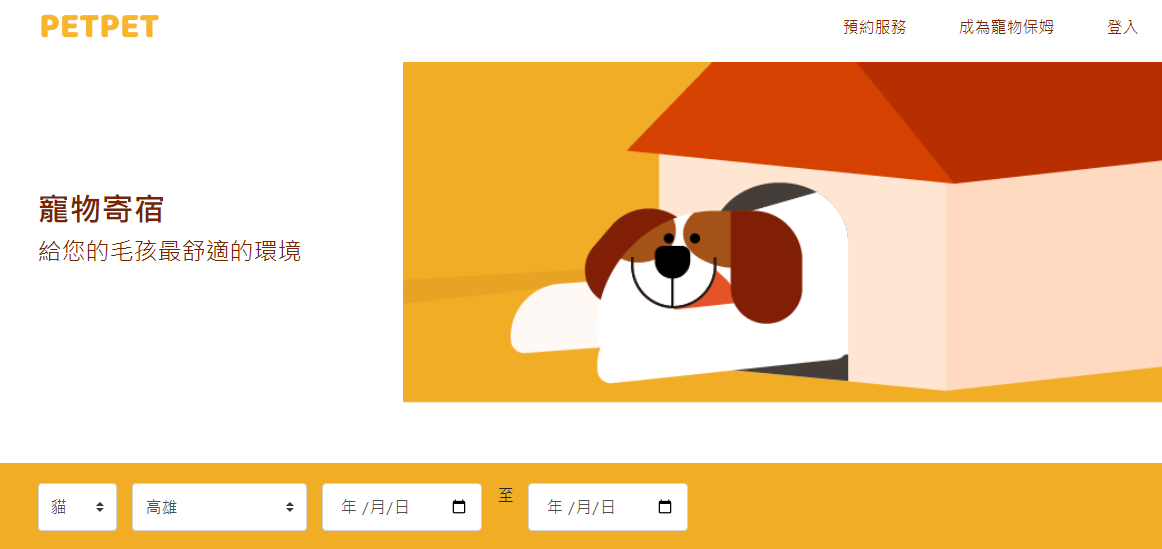 PETPET
預約服務 成為寵物保姆 登入
寵物寄宿
給您的毛孩最舒適的環境
貓 高雄 年 /月/日 至 年 /月/日